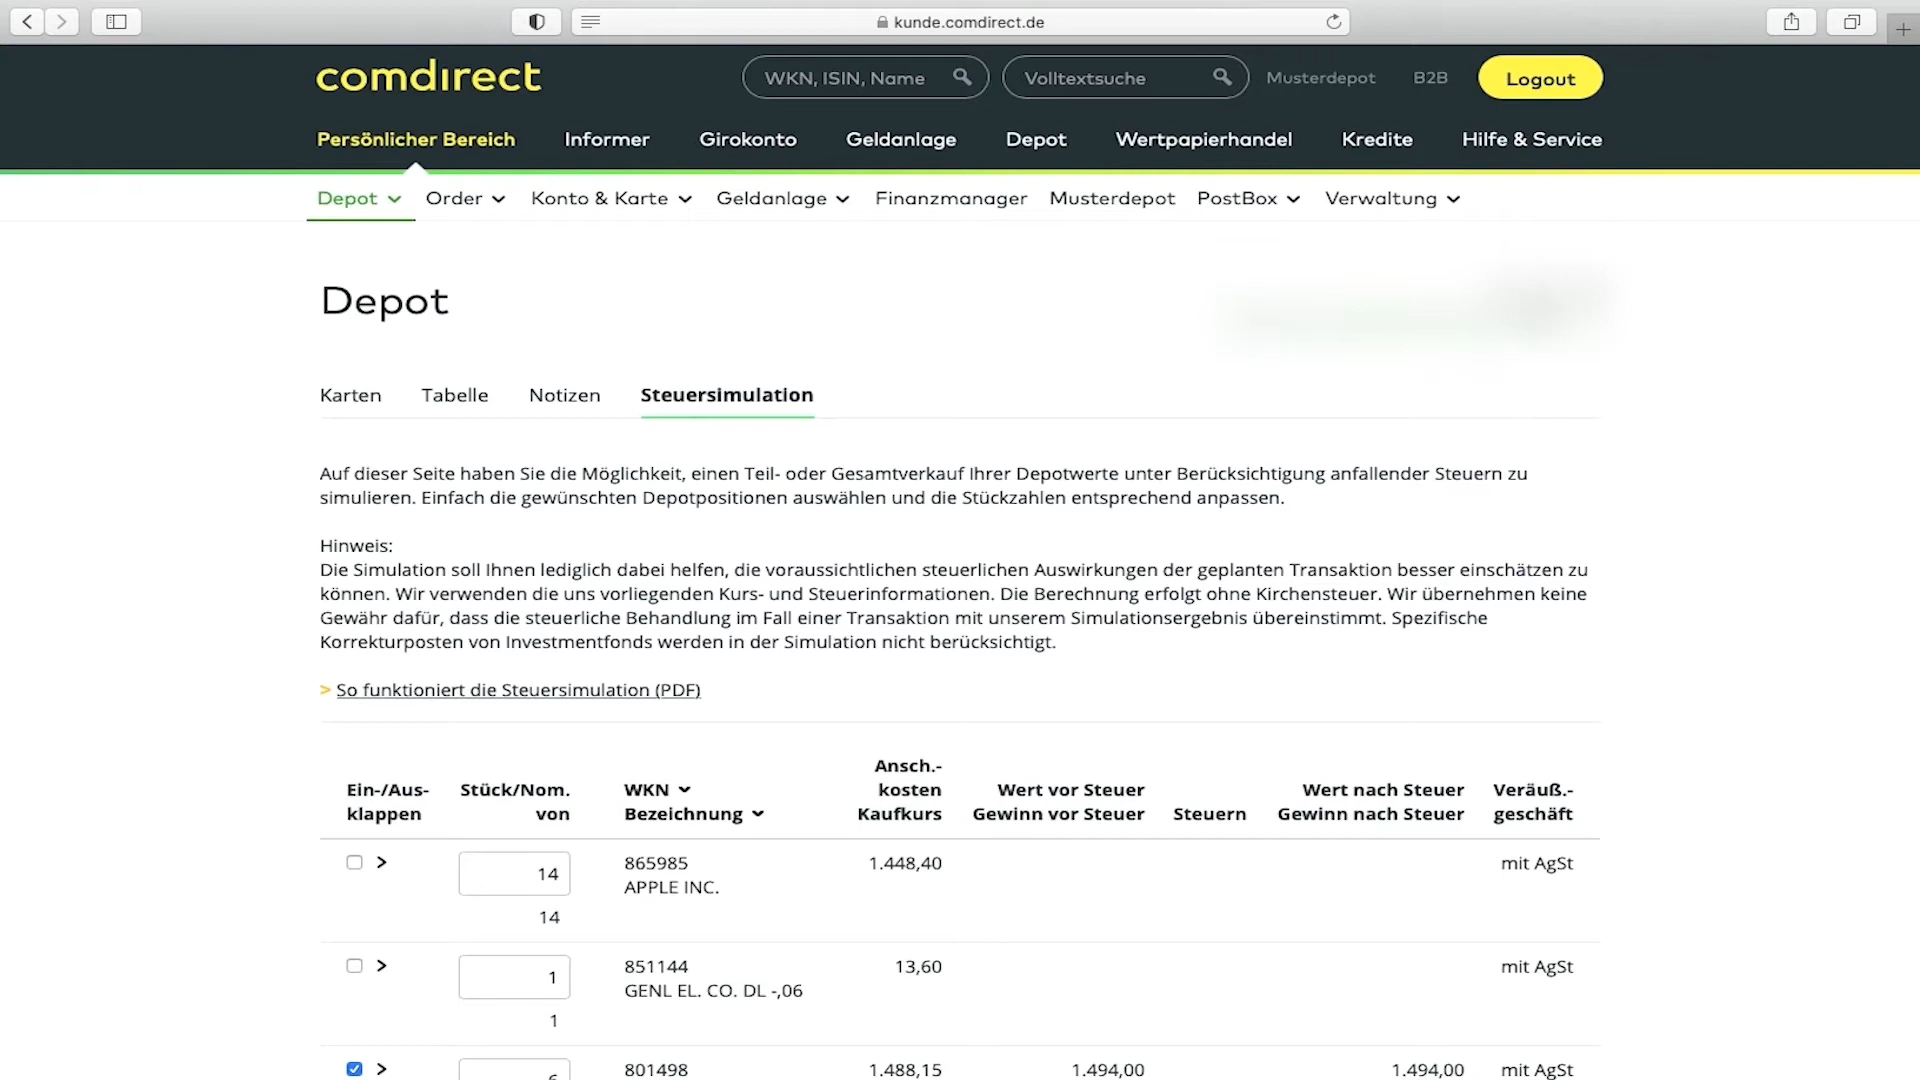 kunde.comdirect.de
comdirect
WKN, ISIN, Name
Volltextsuche
Musterdepot
B2B
Logout
Persönlicher Bereich
Informer
Girokonto
Geldanlage
Depot
Wertpapierhandel
Kredite
Hilfe & Service
Depot
Order
Konto & Karte
Geldanlage
Finanzmanager
Musterdepot
PostBox
Verwaltung
Depot
Karten
Tabelle
Notizen
Steuersimulation
Auf dieser Seite haben Sie die Möglichkeit, einen Teil- oder Gesamtverkauf Ihrer Depotwerte unter Berücksichtigung anfallender Steuern zu
simulieren. Einfach die gewünschten Depotpositionen auswählen und die Stückzahlen entsprechend anpassen.
Hinweis:
Die Simulation soll Ihnen lediglich dabei helfen, die voraussichtlichen steuerlichen Auswirkungen der geplanten Transaktion besser einschätzen zu
können. Wir verwenden die uns vorliegenden Kurs- und Steuerinformationen. Die Berechnung erfolgt ohne Kirchensteuer. Wir übernehmen keine
Gewähr dafür, dass die steuerliche Behandlung im Fall einer Transaktion mit unserem Simulationsergebnis übereinstimmt. Spezifische
Korrekturposten von Investmentfonds werden in der Simulation nicht berücksichtigt.
> So funktioniert die Steuersimulation (PDF)
Ein-/Aus-
klappen
Stück/Nom.
von
WKN
Bezeichnung
Ansch.-
kosten
Kaufkurs
Wert vor Steuer
Gewinn vor Steuer
Steuern
Wert nach Steuer
Gewinn nach Steuer
Veräuß.-
geschäft
14
14
865985
APPLE INC.
1.448,40
mit AgSt
1
1
851144
GENL EL. CO. DL -,06
13,60
mit AgSt
801498
1.488,15
1.494,00
1.494,00
mit AgSt